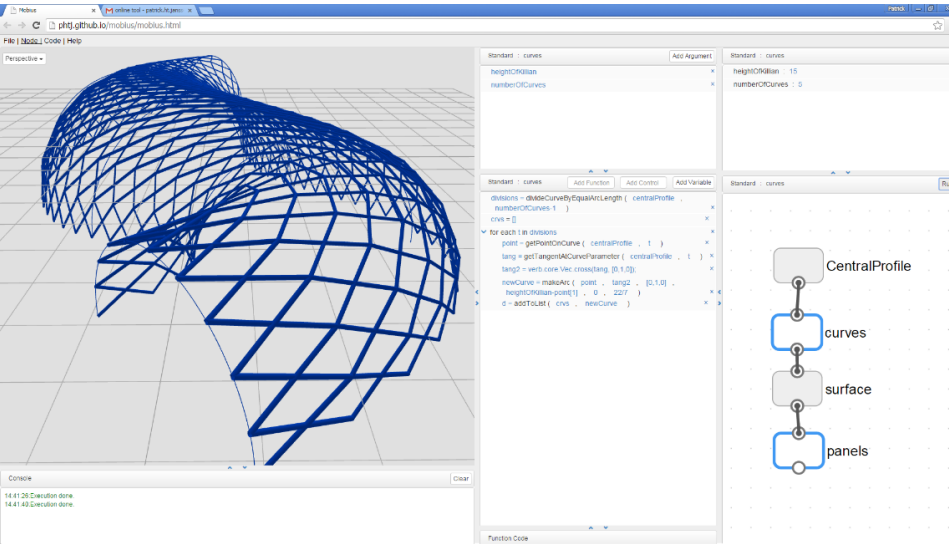 Mobius
online tool - patrick.ht.janss
Patrick
phtj.github.io/mobius/mobius.html
File | Node | Code | Help
Perspective
Standard : curves
Add Argument
heightOfKillian
numberOfCurves
Standard : curves
heightOfKillian : 15
numberOfCurves : 5
Standard : curves
Add Function
Add Control
Add Variable
divisions = divideCurveByEqualArcLength ( centralProfile ,
numberOfCurves-1 )
crvs = []
for each t in divisions
point = getPointOnCurve ( centralProfile , t )
tang = getTangentAtCurveParameter ( centralProfile , t )
tang2 = verb.core.Vec.cross(tang, [0,1,0]);
newCurve = makeArc ( point , tang2 , [0,1,0] ,
heightOfKillian-point[1] , 0 , 22/7 )
d = addToList ( crvs , newCurve )
Standard : curves
CentralProfile
curves
surface
panels
Console
Clear
14:41:26:Execution done
14:41:40:Execution done
Function Code